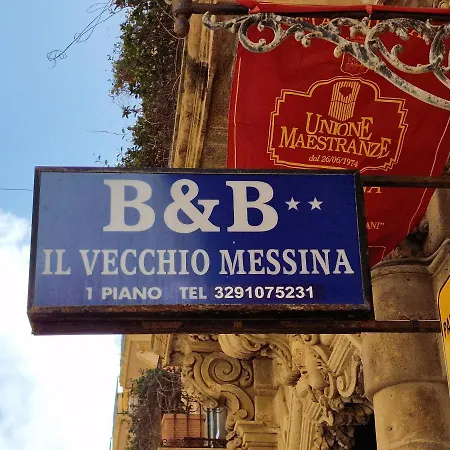 B&B**
IL VECCHIO MESSINA
1 PIANO TEL 3291075231
UNIONE
MAESTRANZE
dal 26/06/1974